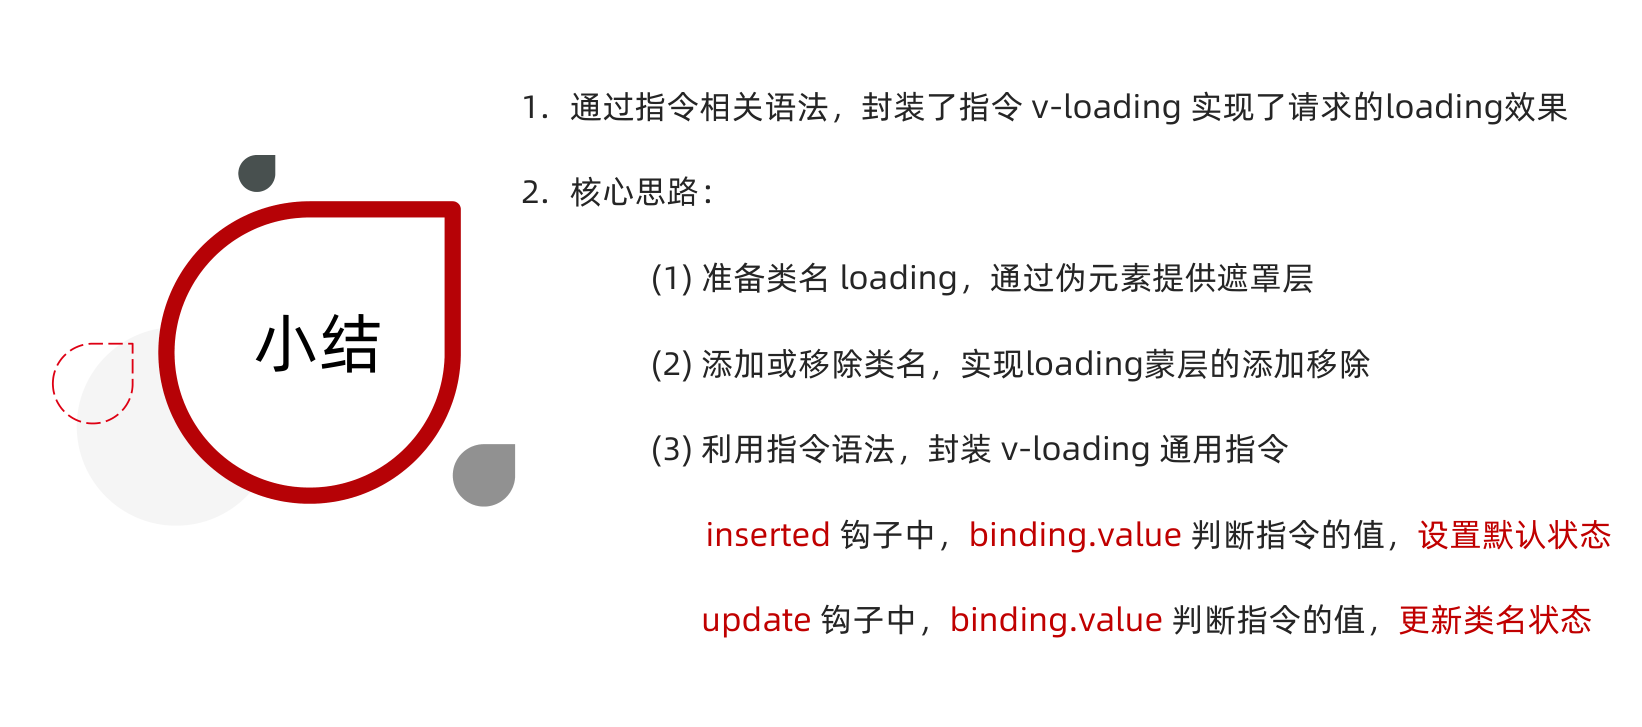 小结
1. 通过指令相关语法，封装了指令 v-loading 实现了请求的loading效果
2. 核心思路：
(1) 准备类名 loading，通过伪元素提供遮罩层
(2) 添加或移除类名，实现loading蒙层的添加移除
(3) 利用指令语法，封装 v-loading 通用指令
inserted 钩子中，binding.value 判断指令的值，设置默认状态
update 钩子中，binding.value 判断指令的值，更新类名状态